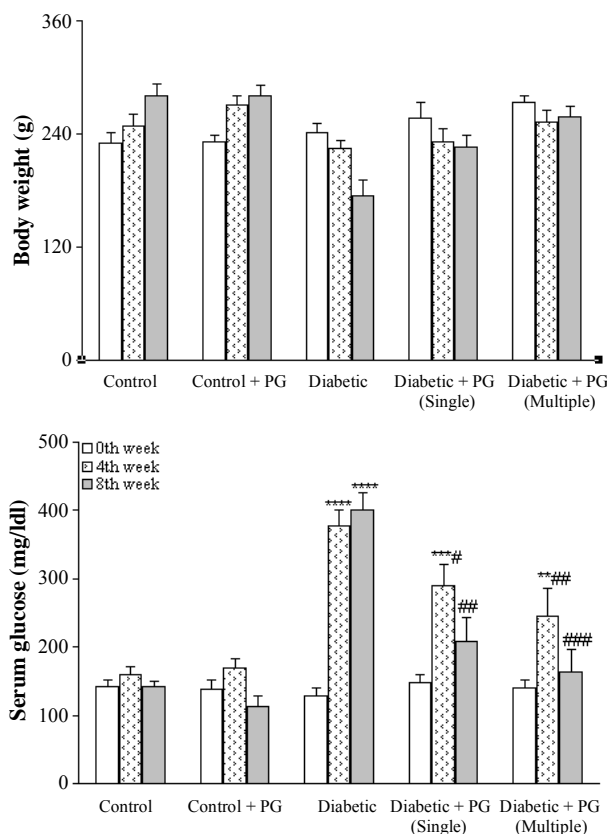 360
240
120
0
Body weight (g)
Control
Control + PG
Diabetic
Diabetic + PG
(Single)
Diabetic + PG
(Multiple)
500
400
300
200
100
0
Serum glucose (mg/ldl)
0th week
4th week
8th week
****
****
***#
##
**##
###
Control
Control + PG
Diabetic
Diabetic + PG
(Single)
Diabetic + PG
(Multiple)